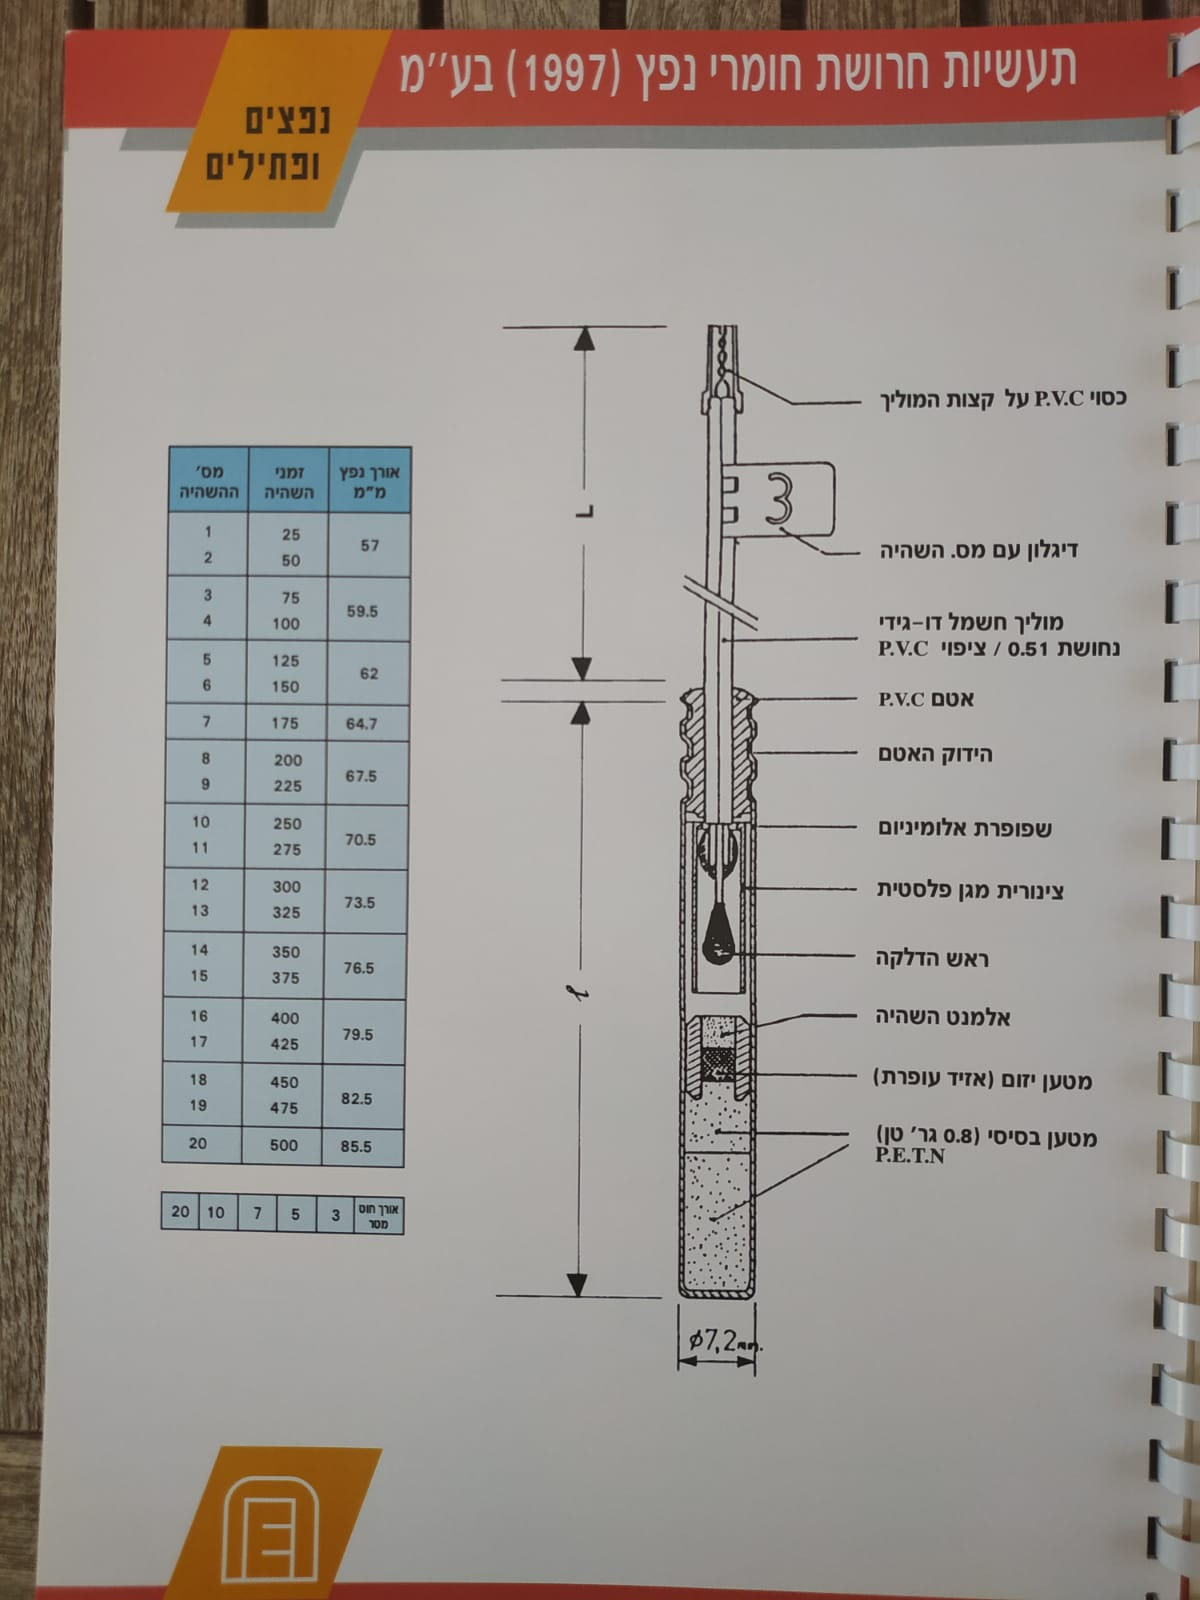 תעשיות חרושת חומרי נפץ (1997) בע״מ
נפצים
ופתילים
כסוי P.V.C על קצות המוליך
3
דיגלון עם מס. השהיה
מוליך חשמל דו-גידי
נחושת 0.51 / ציפוי P.V.C
אטם P.V.C
הידוק האטם
שפופרת אלומיניום
צינורית מגן פלסטית
ראש הדלקה
אלמנט השהיה
מטען יזום (אזיד עופרת)
מטען בסיסי (0.8 גר׳ טן)
P.E.T.N
L
ℓ
⌀7,2mm.
אורך נפץ מ״מ זמני השהיה מס׳ ההשהיה
57 25 1
50 2
59.5 75 3
100 4
62 125 5
150 6
64.7 175 7
67.5 200 8
225 9
70.5 250 10
275 11
73.5 300 12
325 13
76.5 350 14
375 15
79.5 400 16
425 17
82.5 450 18
475 19
85.5 500 20
אורך חוט מטר 3 5 7 10 20